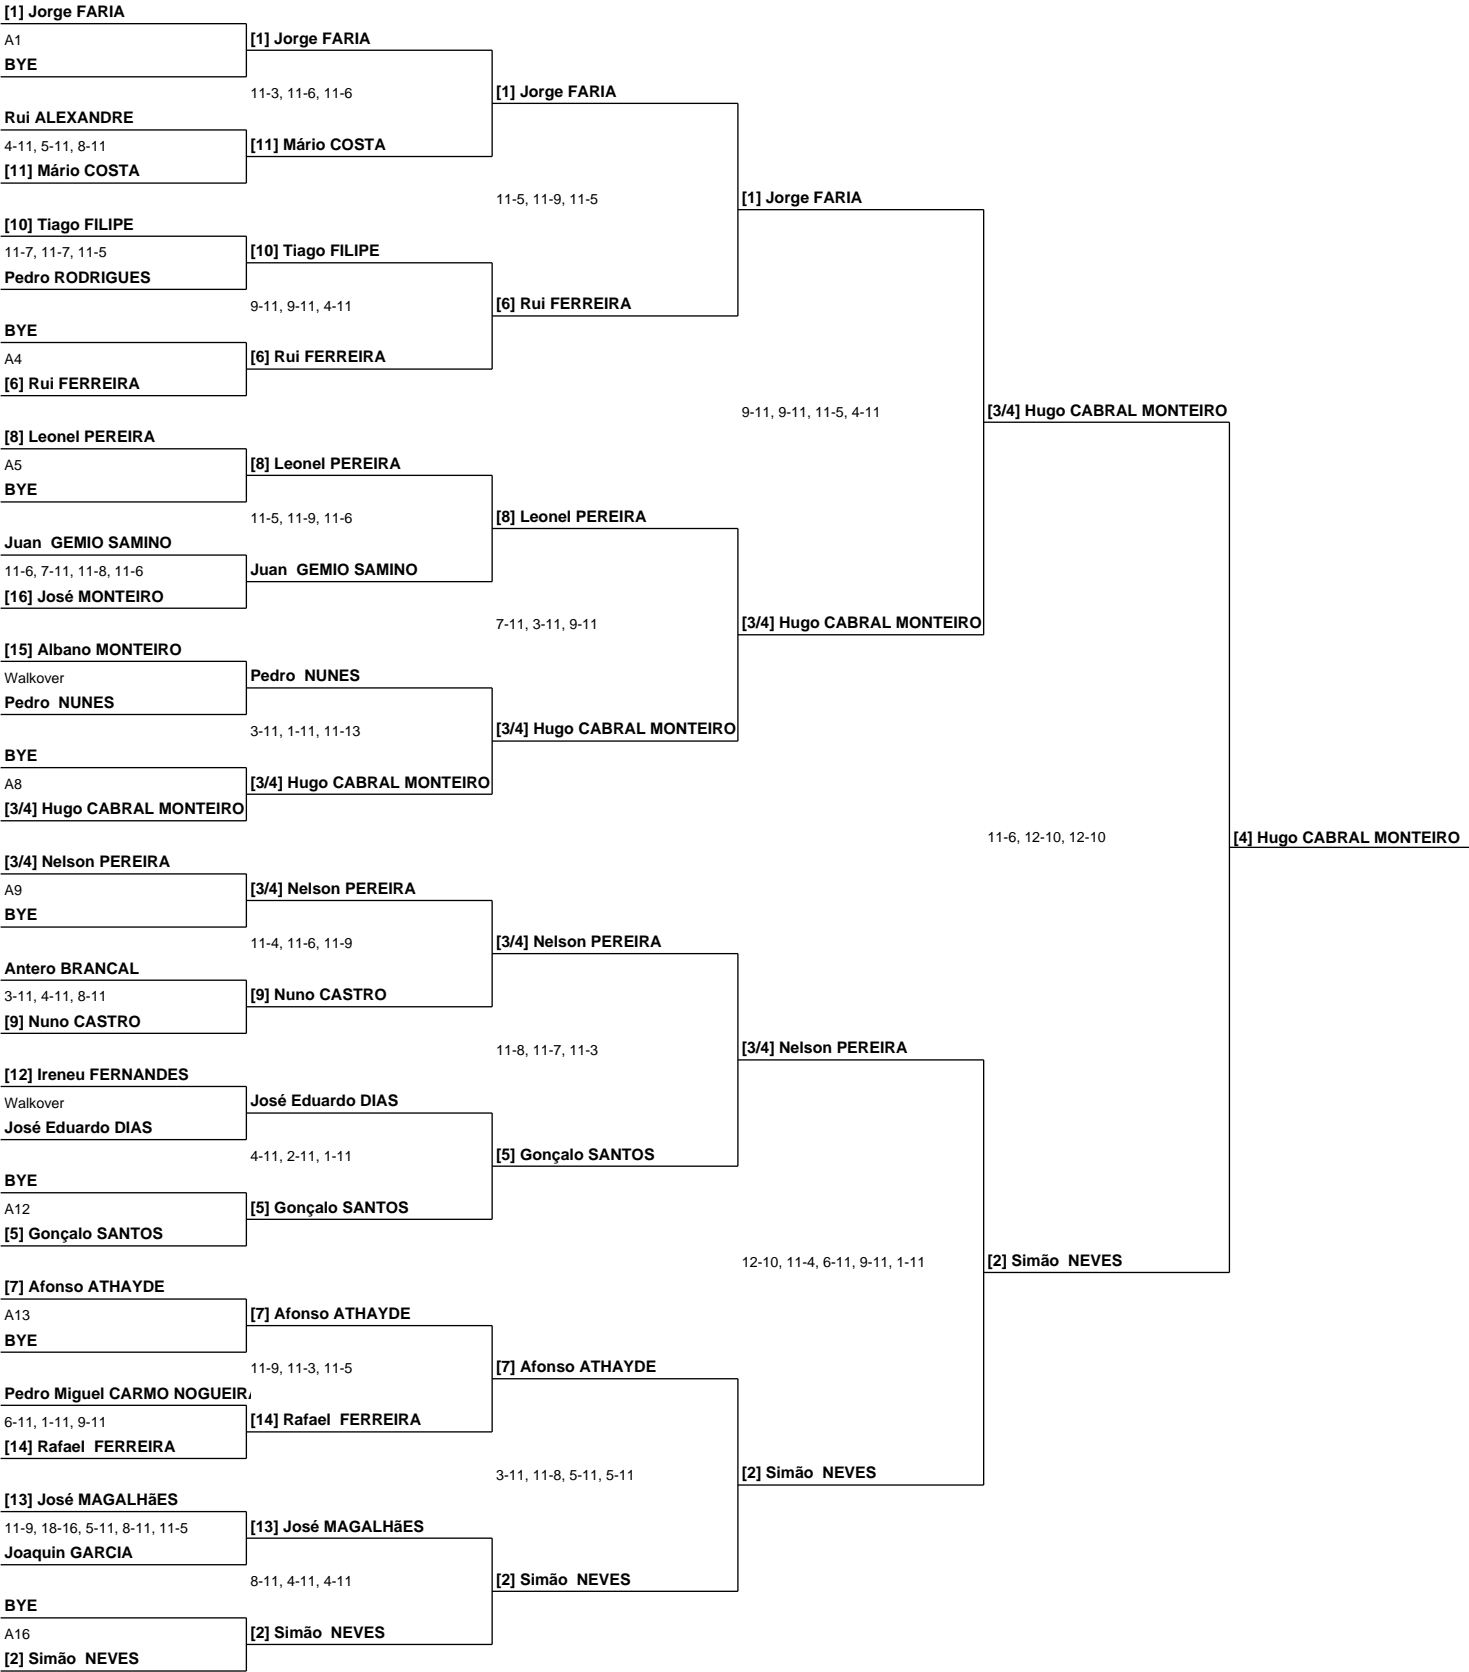 [1] Jorge FARIA
A1
[1] Jorge FARIA
BYE
11-3, 11-6, 11-6
[1] Jorge FARIA
Rui ALEXANDRE
4-11, 5-11, 8-11
[11] Mário COSTA
[11] Mário COSTA
11-5, 11-9, 11-5
[1] Jorge FARIA
[10] Tiago FILIPE
11-7, 11-7, 11-5
[10] Tiago FILIPE
Pedro RODRIGUES
9-11, 9-11, 4-11
[6] Rui FERREIRA
BYE
A4
[6] Rui FERREIRA
[6] Rui FERREIRA
9-11, 9-11, 11-5, 4-11
[3/4] Hugo CABRAL MONTEIRO
[8] Leonel PEREIRA
A5
[8] Leonel PEREIRA
BYE
11-5, 11-9, 11-6
[8] Leonel PEREIRA
Juan GEMIO SAMINO
11-6, 7-11, 11-8, 11-6
Juan GEMIO SAMINO
[16] José MONTEIRO
7-11, 3-11, 9-11
[3/4] Hugo CABRAL MONTEIRO
[15] Albano MONTEIRO
Walkover
Pedro NUNES
Pedro NUNES
3-11, 1-11, 11-13
[3/4] Hugo CABRAL MONTEIRO
BYE
A8
[3/4] Hugo CABRAL MONTEIRO
[3/4] Hugo CABRAL MONTEIRO
11-6, 12-10, 12-10
[4] Hugo CABRAL MONTEIRO
[3/4] Nelson PEREIRA
A9
[3/4] Nelson PEREIRA
BYE
11-4, 11-6, 11-9
[3/4] Nelson PEREIRA
Antero BRANCAL
3-11, 4-11, 8-11
[9] Nuno CASTRO
[9] Nuno CASTRO
11-8, 11-7, 11-3
[3/4] Nelson PEREIRA
[12] Ireneu FERNANDES
Walkover
José Eduardo DIAS
José Eduardo DIAS
4-11, 2-11, 1-11
[5] Gonçalo SANTOS
BYE
A12
[5] Gonçalo SANTOS
[5] Gonçalo SANTOS
12-10, 11-4, 6-11, 9-11, 1-11
[2] Simão NEVES
[7] Afonso ATHAYDE
A13
[7] Afonso ATHAYDE
BYE
11-9, 11-3, 11-5
[7] Afonso ATHAYDE
Pedro Miguel CARMO NOGUEIRA
6-11, 1-11, 9-11
[14] Rafael FERREIRA
[14] Rafael FERREIRA
3-11, 11-8, 5-11, 5-11
[2] Simão NEVES
[13] José MAGALHãES
11-9, 18-16, 5-11, 8-11, 11-5
[13] José MAGALHãES
Joaquin GARCIA
8-11, 4-11, 4-11
[2] Simão NEVES
BYE
A16
[2] Simão NEVES
[2] Simão NEVES